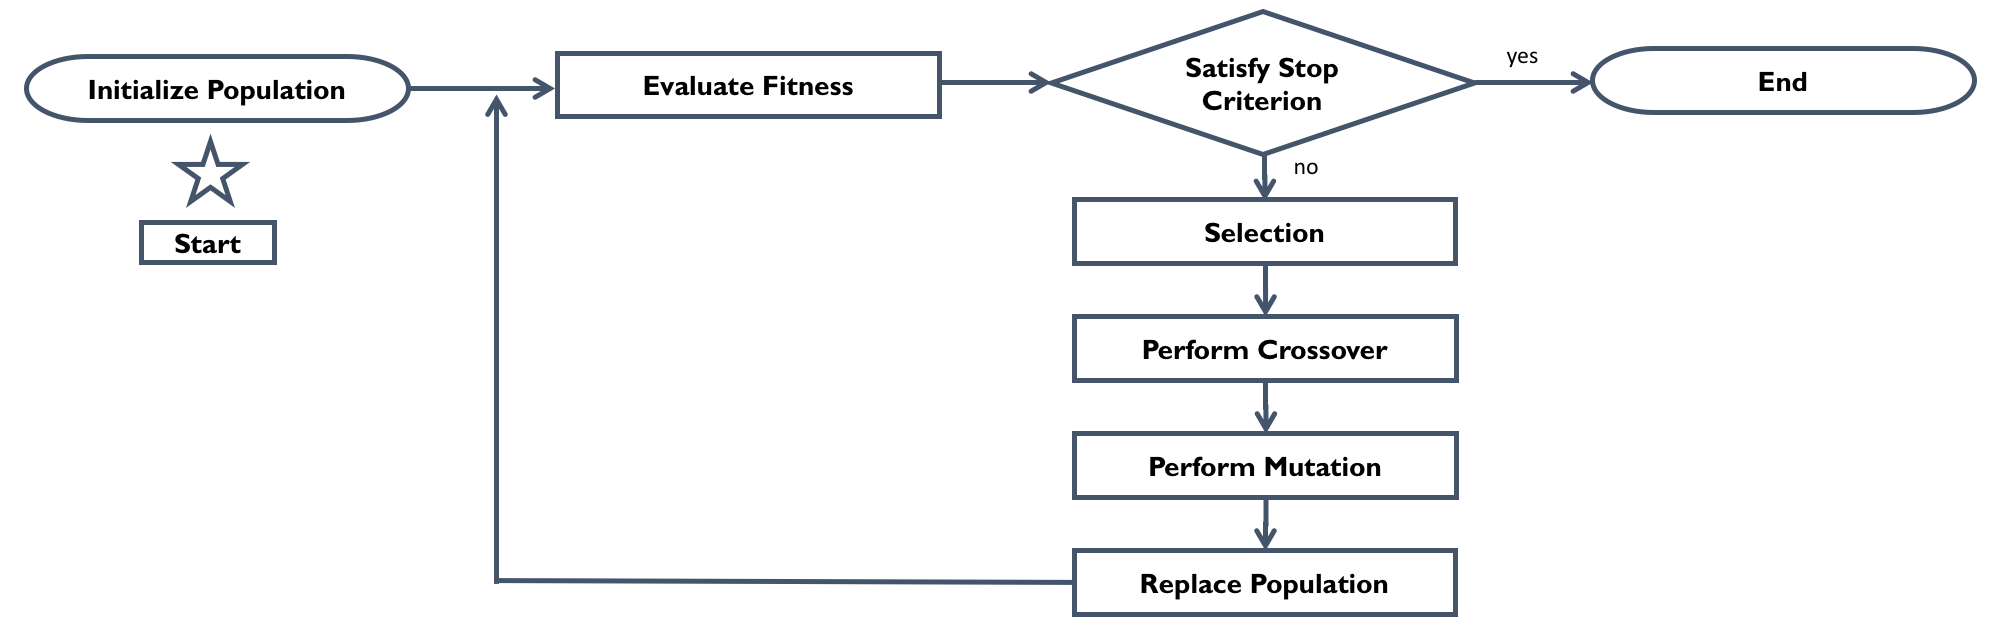 Initialize Population
Evaluate Fitness
Satisfy Stop
Criterion
yes
End
Start
no
Selection
Perform Crossover
Perform Mutation
Replace Population